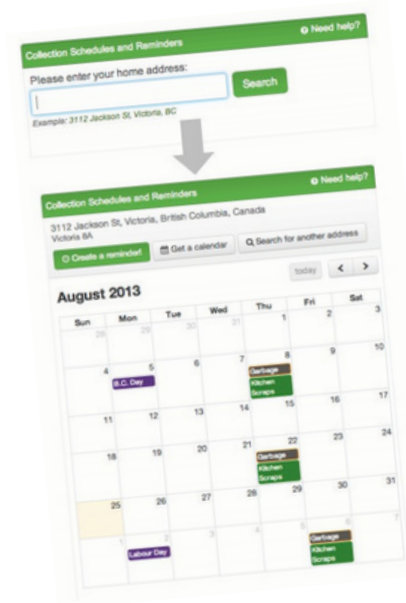 Collection Schedules and Reminders
Need help?
Please enter your home address:
Search
Example: 3112 Jackson St, Victoria, BC
Collection Schedules and Reminders
Need help?
3112 Jackson St, Victoria, British Columbia, Canada
Victoria 8A
Create a reminder!
Get a calendar
Search for another address
August 2013
today < >
Sun Mon Tue Wed Thu Fri Sat
28 29 30 31 1 2 3
4 5 6 7 8 9 10
B.C. Day
Garbage
Kitchen
Scraps
11 12 13 14 15 16 17
18 19 20 21 22 23 24
Garbage
Kitchen
Scraps
25 26 27 28 29 30 31
1 2 3 4 5 6 7
Labour Day
Garbage
Kitchen
Scraps